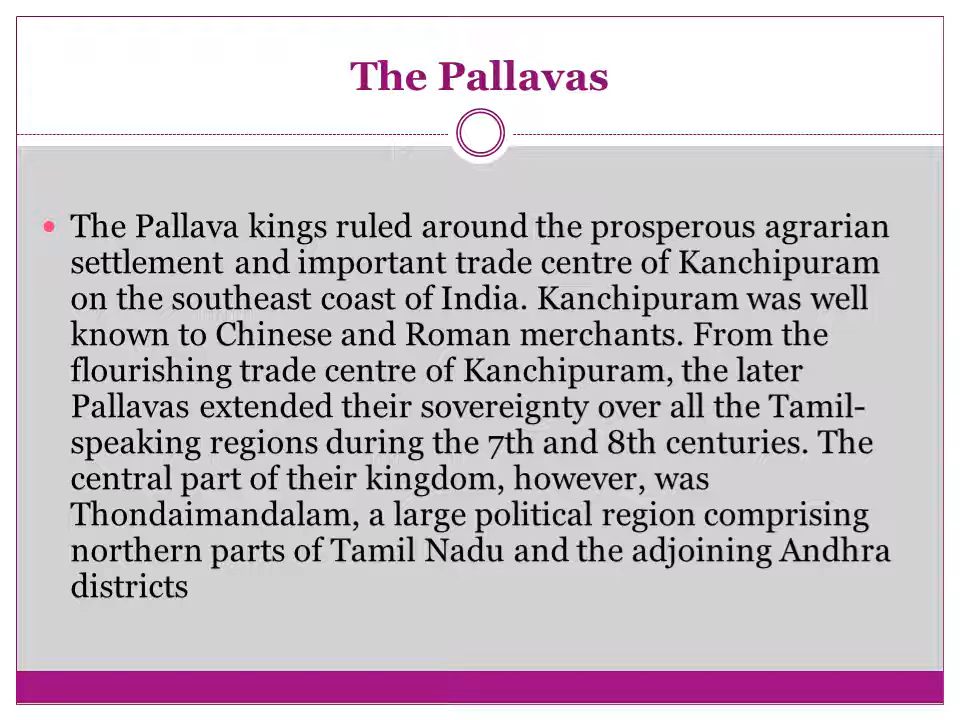 The Pallavas
• The Pallava kings ruled around the prosperous agrarian
settlement and important trade centre of Kanchipuram
on the southeast coast of India. Kanchipuram was well
known to Chinese and Roman merchants. From the
flourishing trade centre of Kanchipuram, the later
Pallavas extended their sovereignty over all the Tamil-
speaking regions during the 7th and 8th centuries. The
central part of their kingdom, however, was
Thondaimandalam, a large political region comprising
northern parts of Tamil Nadu and the adjoining Andhra
districts